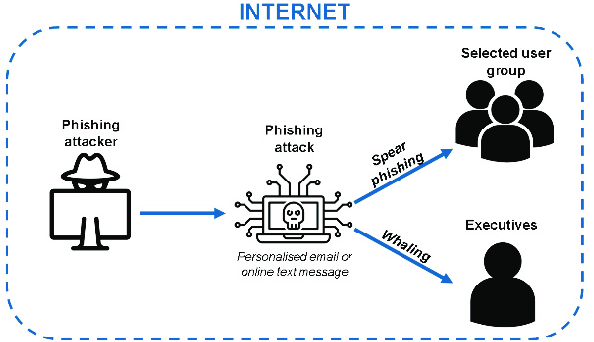 INTERNET
Phishing
attacker
Phishing
attack
Personalised email or
online text message
Spear
phishing
Whaling
Selected user
group
Executives